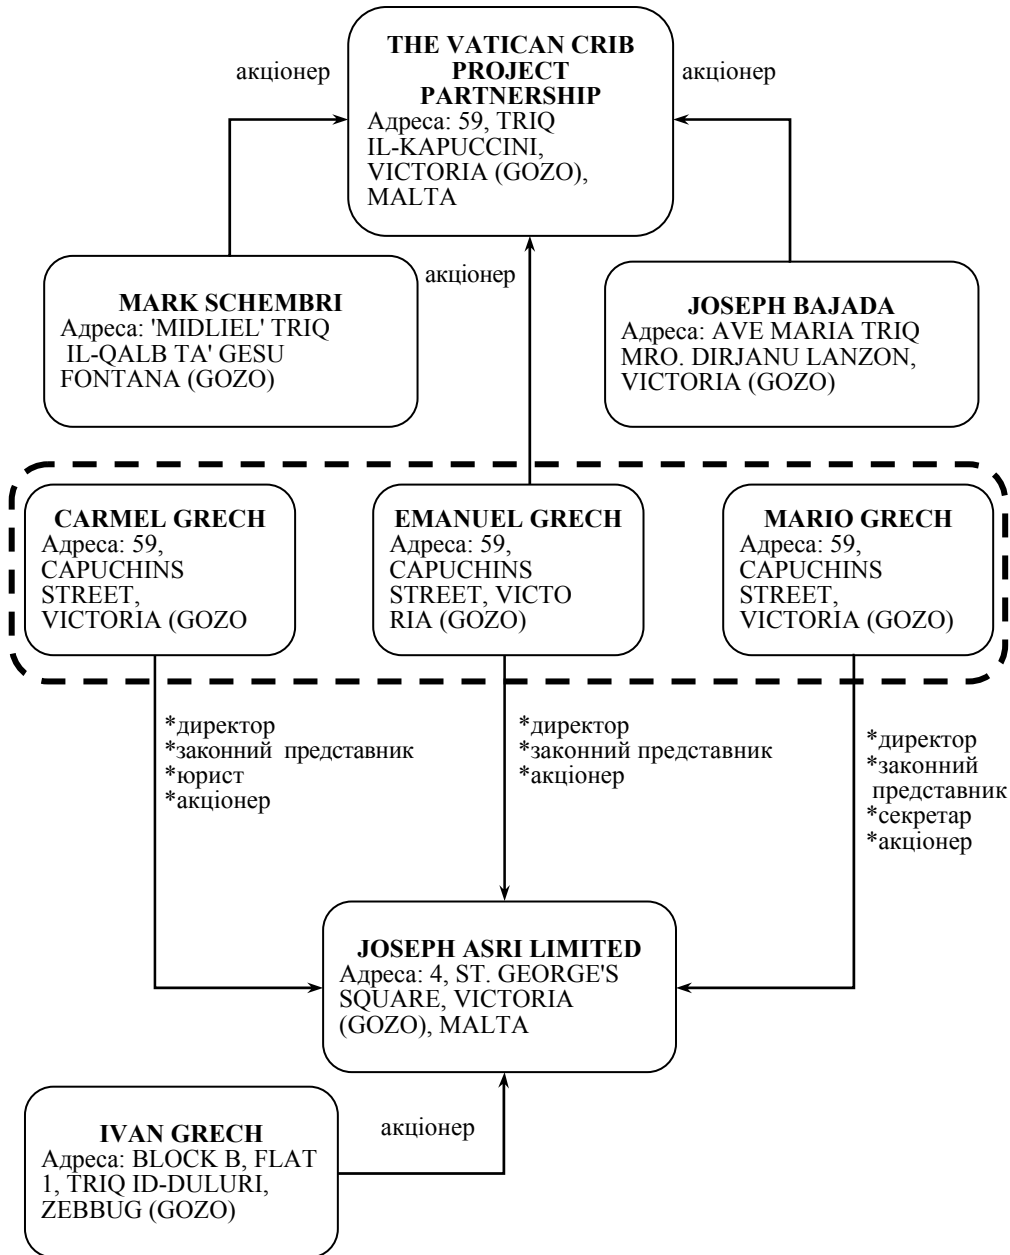 THE VATICAN CRIB
PROJECT
PARTNERSHIP
Адреса: 59, TRIQ
IL-KAPUCCINI,
VICTORIA (GOZO),
MALTA
акціонер
акціонер
акціонер
MARK SCHEMBRI
Адреса: 'MIDLIEL' TRIQ
IL-QALB TA' GESU
FONTANA (GOZO)
JOSEPH BAJADA
Адреса: AVE MARIA TRIQ
MRO. DIRJANU LANZON,
VICTORIA (GOZO)
CARMEL GRECH
Адреса: 59,
CAPUCHINS
STREET,
VICTORIA (GOZO
EMANUEL GRECH
Адреса: 59,
CAPUCHINS
STREET, VICTO
RIA (GOZO)
MARIO GRECH
Адреса: 59,
CAPUCHINS
STREET,
VICTORIA (GOZO)
*директор
*законний представник
*юрист
*акціонер
*директор
*законний представник
*акціонер
*директор
*законний
представник
*секретар
*акціонер
JOSEPH ASRI LIMITED
Адреса: 4, ST. GEORGE'S
SQUARE, VICTORIA
(GOZO), MALTA
IVAN GRECH
Адреса: BLOCK B, FLAT
1, TRIQ ID-DULURI,
ZEBBUG (GOZO)
акціонер